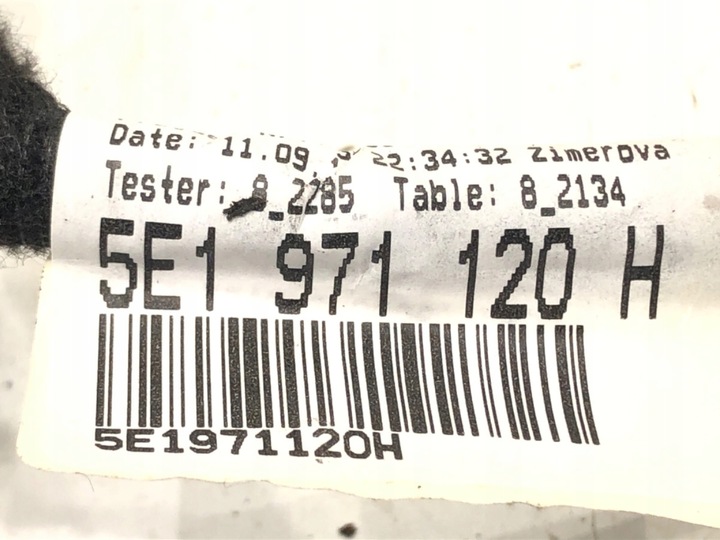 Date: 11.09 22:34:32 Zimerova
Tester: 8_2285 Table: 8_2134
5E1 971 120 H
5E1971120H